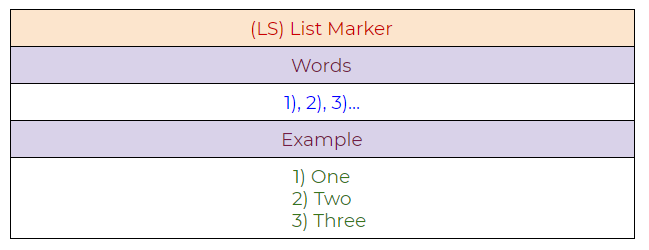 (LS) List Marker
Words
1), 2), 3)...
Example
1) One
2) Two
3) Three